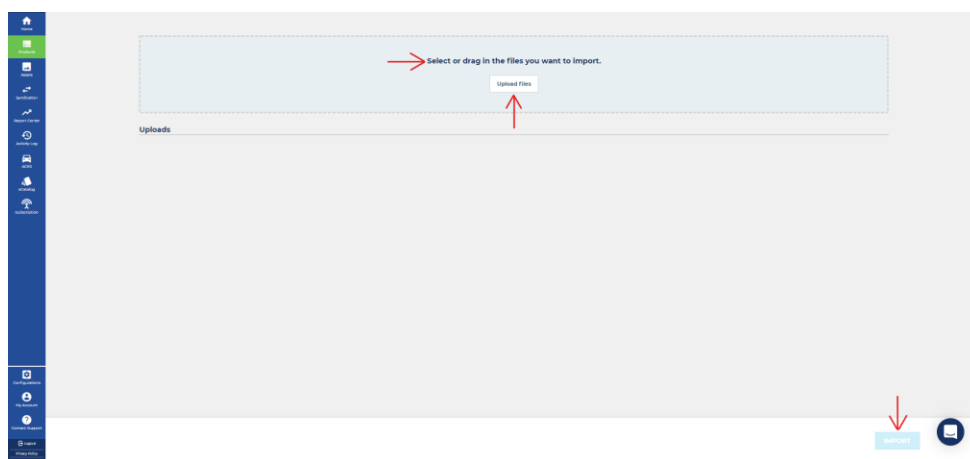 Home
Products
Assets
Syndication
Report Center
Activity Log
ACES
eCatalog
Subscription
Configurations
My Account
Contact Support
Logout
Privacy Policy
Select or drag in the files you want to import.
Upload Files
Uploads
IMPORT